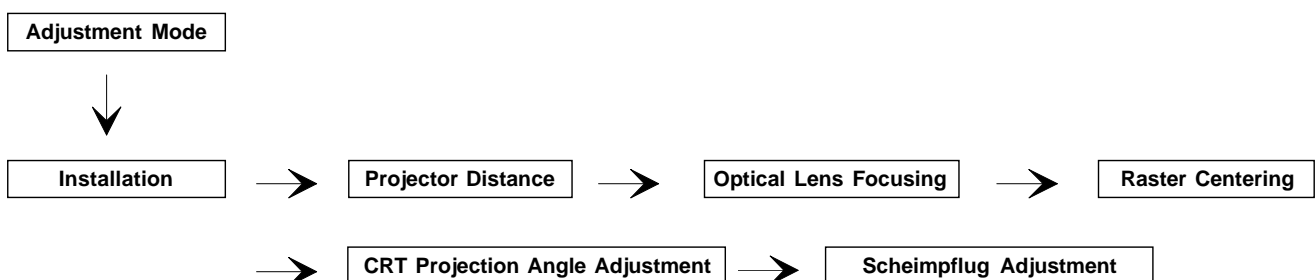 Adjustment Mode
Installation
Projector Distance
Optical Lens Focusing
Raster Centering
CRT Projection Angle Adjustment
Scheimpflug Adjustment